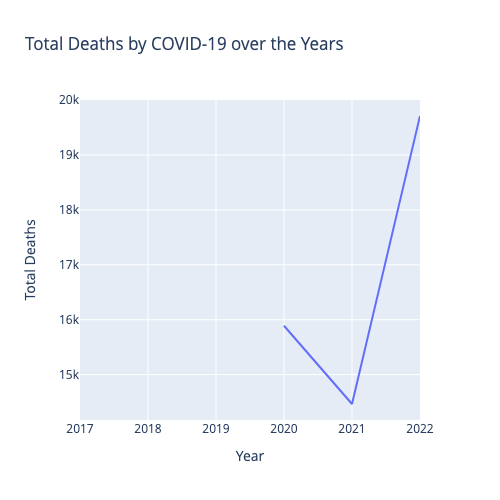 Total Deaths by COVID-19 over the Years
20k
19k
18k
17k
16k
15k
Total Deaths
2017 2018 2019 2020 2021 2022
Year